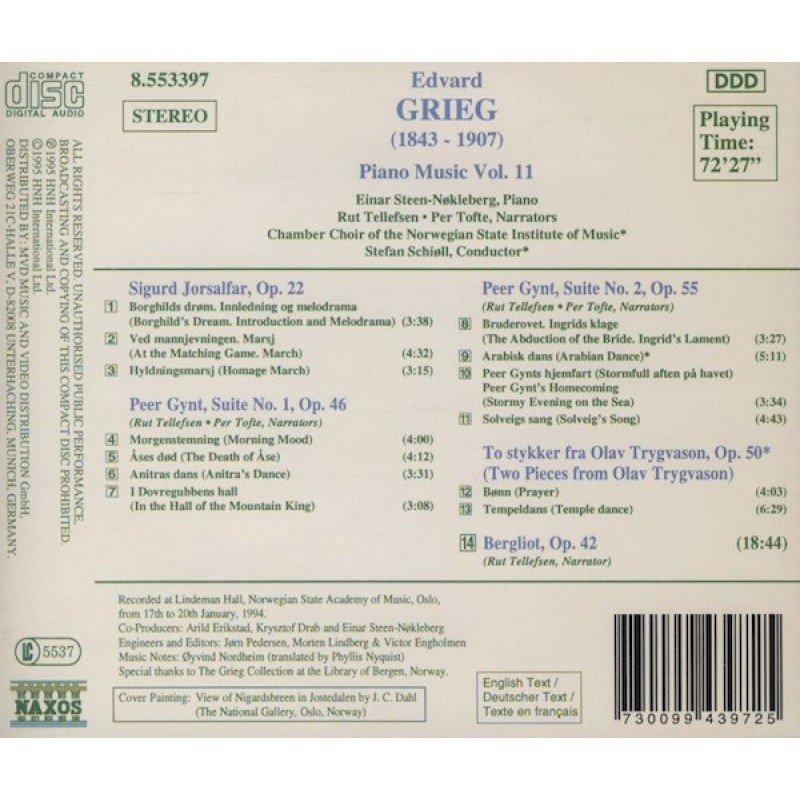 COMPACT
disc
DIGITAL AUDIO
8.553397
STEREO
Edvard
GRIEG
(1843 - 1907)
Piano Music Vol. 11
DDD
Playing
Time:
72’27”
Einar Steen-Nøkleberg, Piano
Rut Tellefsen • Per Tofte, Narrators
Chamber Choir of the Norwegian State Institute of Music*
Stefan Schiøll, Conductor*
Sigurd Jorsalfar, Op. 22
1 Borghilds drøm. Innledning og melodrama
(Borghild's Dream. Introduction and Melodrama) (3:38)
2 Ved mannjevningen. Marsj
(At the Matching Game. March) (4:32)
3 Hyldningsmarsj (Homage March) (3:15)
Peer Gynt, Suite No. 1, Op. 46
(Rut Tellefsen • Per Tofte, Narrators)
4 Morgenstemning (Morning Mood) (4:00)
5 Åses død (The Death of Åse) (4:12)
6 Anitras dans (Anitra's Dance) (3:31)
7 I Dovregubbens hall
(In the Hall of the Mountain King) (3:08)
Peer Gynt, Suite No. 2, Op. 55
(Rut Tellefsen • Per Tofte, Narrators)
8 Bruderovet. Ingrids klage
(The Abduction of the Bride. Ingrid's Lament) (3:27)
9 Arabisk dans (Arabian Dance)* (5:11)
10 Peer Gynts hjemfart (Stormfull aften på havet)
Peer Gynt's Homecoming
(Stormy Evening on the Sea) (3:34)
11 Solveigs sang (Solveig's Song) (4:43)
To stykker fra Olav Trygvason, Op. 50*
(Two Pieces from Olav Trygvason)
12 Bønn (Prayer) (4:03)
13 Tempeldans (Temple dance) (6:29)
14 Bergliot, Op. 42 (18:44)
(Rut Tellefsen, Narrator)
Recorded at Lindeman Hall, Norwegian State Academy of Music, Oslo,
from 17th to 20th January, 1994.
Co-Producers: Arild Erikstad, Krysztof Drab and Einar Steen-Nøkleberg
Engineers and Editors: Jørn Pedersen, Morten Lindberg & Victor Engholmen
Music Notes: Øyvind Nordheim (translated by Phyllis Nyquist)
Special thanks to The Grieg Collection at the Library of Bergen, Norway.
Cover Painting: View of Nigardsbreen in Jostedalen by J. C. Dahl
(The National Gallery, Oslo, Norway)
English Text /
Deutscher Text /
Texte en français
7 30099 43972 5
ALL RIGHTS RESERVED. UNAUTHORISED PUBLIC PERFORMANCE,
BROADCASTING AND COPYING OF THIS COMPACT DISC PROHIBITED.
℗ 1995 HNH International Ltd.
© 1995 HNH International Ltd.
DISTRIBUTED BY: MVD MUSIC AND VIDEO DISTRIBUTION GmbH,
OBERWEG 21C-HALLE V, D-82008 UNTERHACHING, MUNICH, GERMANY.
LC 5537
NAXOS